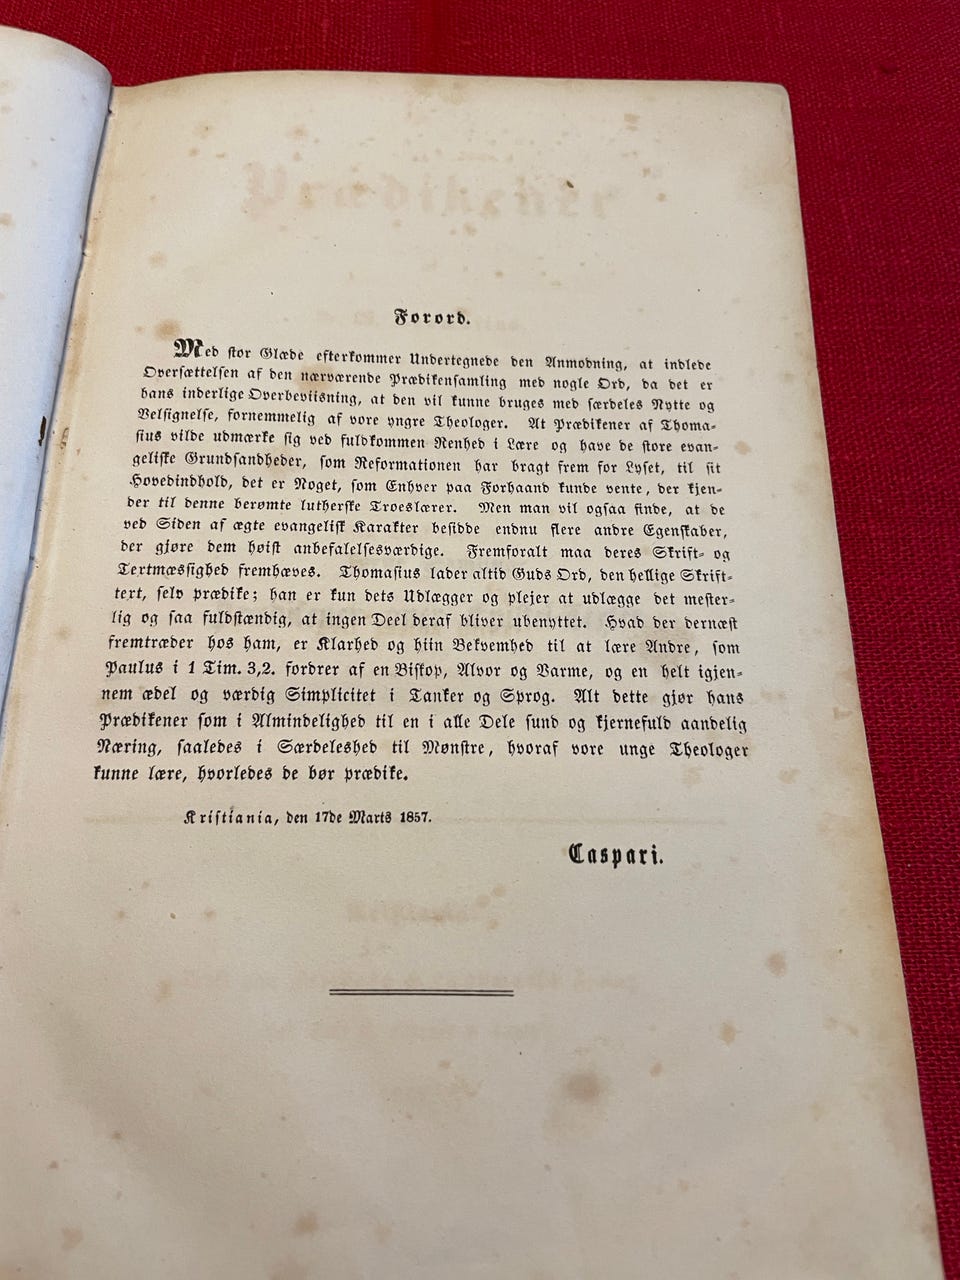 Prædikener
Forord.
Med stor Glæde efterkommer Undertegnede den Anmodning, at indlede
Oversættelsen af den nærværende Prædikensamling med nogle Ord, da det er
hans inderlige Overbeviisning, at den vil kunne bruges med særdeles Nytte og
Velsignelse, fornemmelig af vore yngre Theologer. At Prædikener af Thoma-
sius vilde udmærke sig ved fuldkommen Renhed i Lære og have de store evan-
geliske Grundsandheder, som Reformationen har bragt frem for Lyset, til sit
Hovedindhold, det er Noget, som Enhver paa Forhaand kunde vente, der kjen-
der til denne berømte lutherske Troeslærer. Men man vil ogsaa finde, at de
ved Siden af ægte evangelisk Karakter besidde endnu flere andre Egenskaber,
der gjøre dem høist anbefalelsesværdige. Fremforalt maa deres Skrift- og
Textmæssighed fremhæves. Thomasius lader altid Guds Ord, den hellige Skrift-
text, selv prædike; han er kun dets Udlægger og plejer at udlægge det mester-
lig og saa fuldstændig, at ingen Deel deraf bliver ubenyttet. Hvad der dernæst
fremtræder hos ham, er Klarhed og hiin Bekvemhed til at lære Andre, som
Paulus i 1 Tim. 3,2. fordrer af en Biskop, Alvor og Varme, og en helt igjen-
nem ædel og værdig Simplicitet i Tanker og Sprog. Alt dette gjør hans
Prædikener som i Almindelighed til en i alle Dele sund og kjernefuld aandelig
Næring, saaledes i Særdeleshed til Mønstre, hvoraf vore unge Theologer
kunne lære, hvorledes de bør prædike.
Kristiania, den 17de Marts 1857.
Caspari.